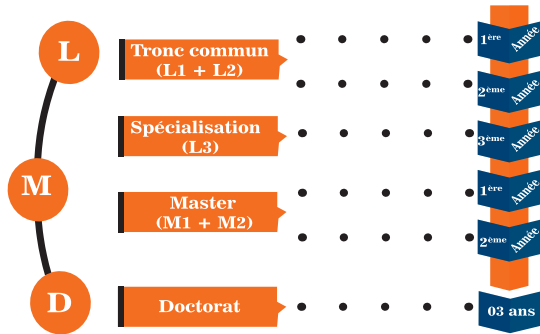 L
Tronc commun
(L1 + L2)
1ère Année
2ème Année
Spécialisation
(L3)
3ème Année
M
Master
(M1 + M2)
1ère Année
2ème Année
D
Doctorat
03 ans